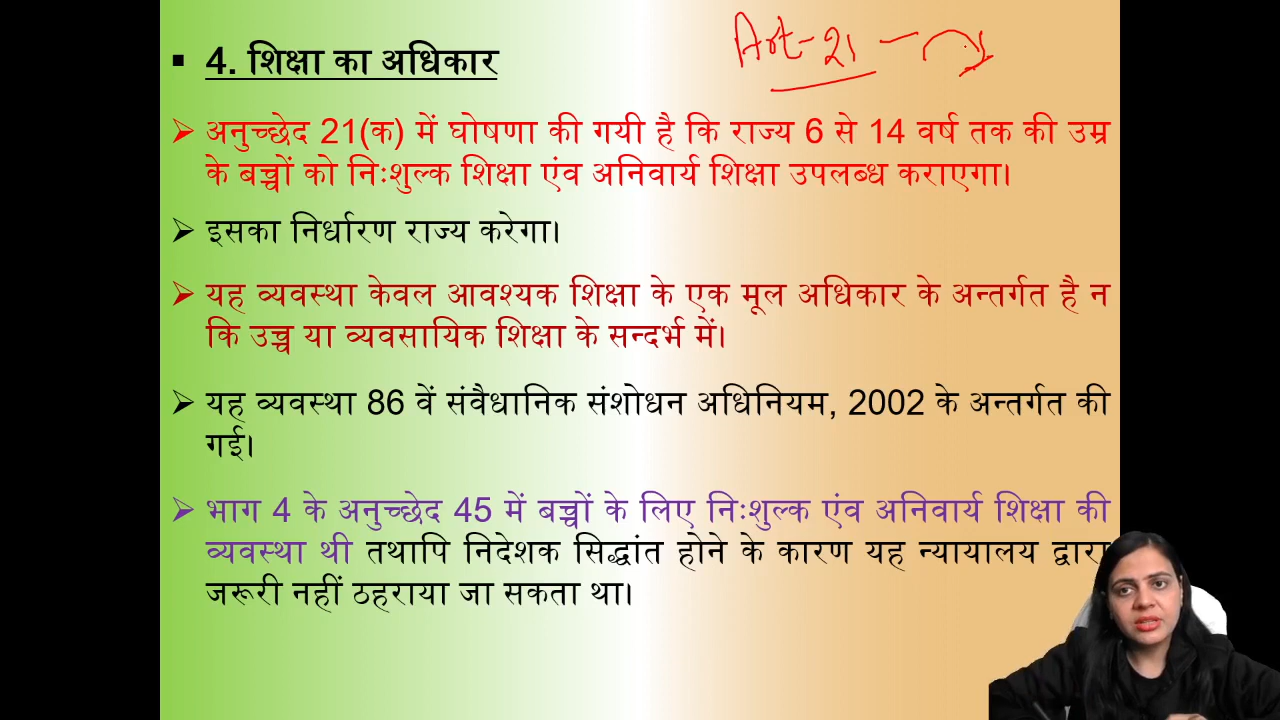 Art-21 -
▪ 4. शिक्षा का अधिकार
➢ अनुच्छेद 21(क) में घोषणा की गयी है कि राज्य 6 से 14 वर्ष तक की उम्र
के बच्चों को निःशुल्क शिक्षा एंव अनिवार्य शिक्षा उपलब्ध कराएगा।
➢ इसका निर्धारण राज्य करेगा।
➢ यह व्यवस्था केवल आवश्यक शिक्षा के एक मूल अधिकार के अन्तर्गत है न
कि उच्च या व्यवसायिक शिक्षा के सन्दर्भ में।
➢ यह व्यवस्था 86 वें संवैधानिक संशोधन अधिनियम, 2002 के अन्तर्गत की
गई।
➢ भाग 4 के अनुच्छेद 45 में बच्चों के लिए निःशुल्क एंव अनिवार्य शिक्षा की
व्यवस्था थी तथापि निदेशक सिद्धांत होने के कारण यह न्यायालय द्वारा
जरूरी नहीं ठहराया जा सकता था।